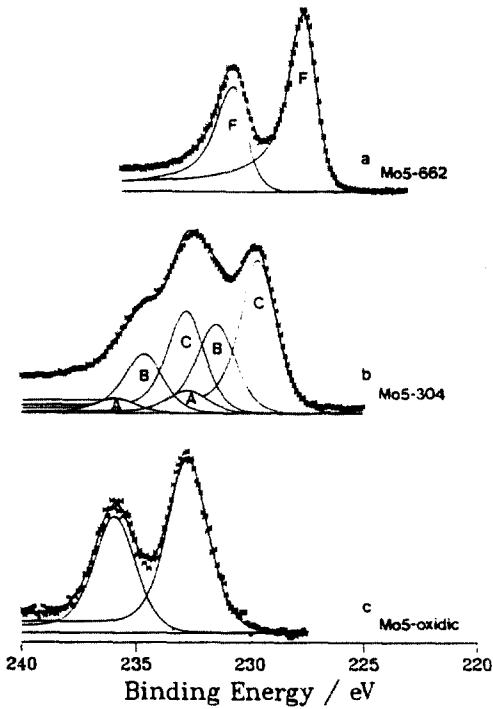 F
F
a
Mo5-662
C
B
C
B
A
A
b
Mo5-304
c
Mo5-oxidic
240 235 230 225 220
Binding Energy / eV